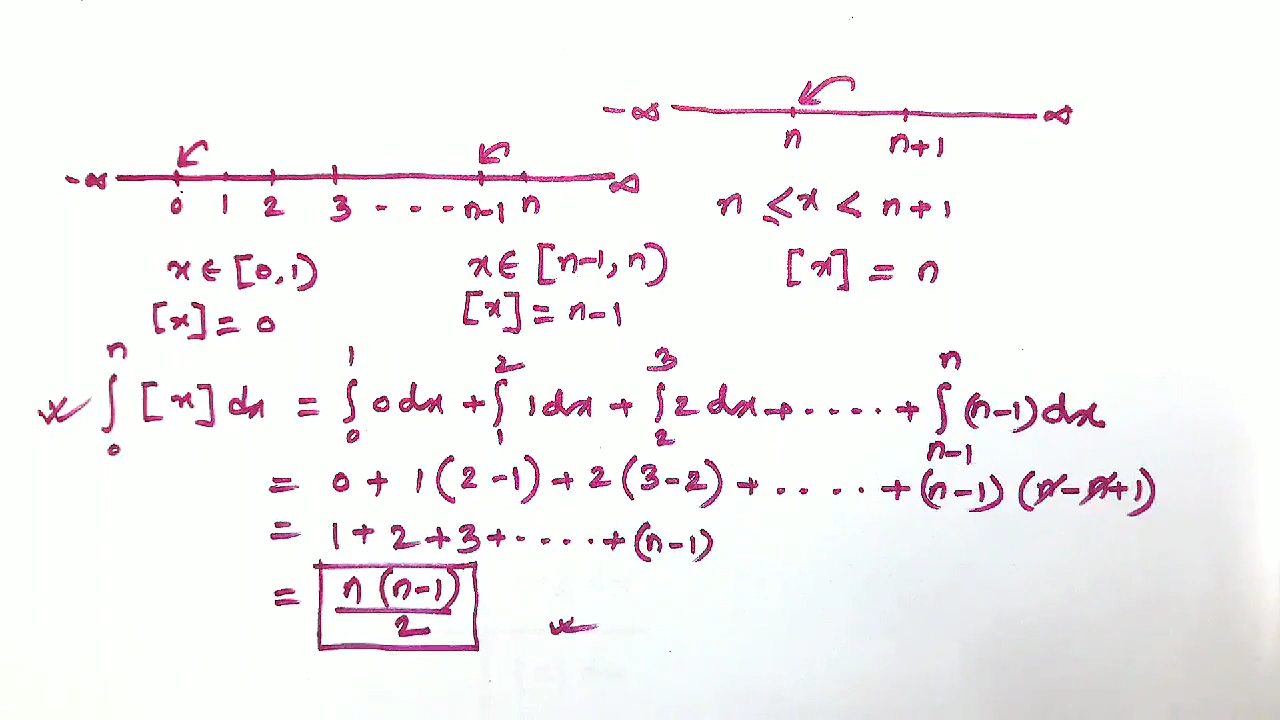 -∞ ∞
n n+1
-∞ ∞
0 1 2 3 - - - n-1 n
n ≤ x < n+1
x ∈ [0,1) x ∈ [n-1, n) [x] = n
[x] = 0 [x] = n-1
∫₀ⁿ [x] dx = ∫₀¹ 0 dx + ∫₁² 1 dx + ∫₂³ 2 dx + ..... + ∫ₙ₋₁ⁿ (n-1) dx
= 0 + 1(2-1) + 2(3-2) + ..... + (n-1) (n-n+1)
= 1 + 2 + 3 + ..... + (n-1)
= n(n-1)/2